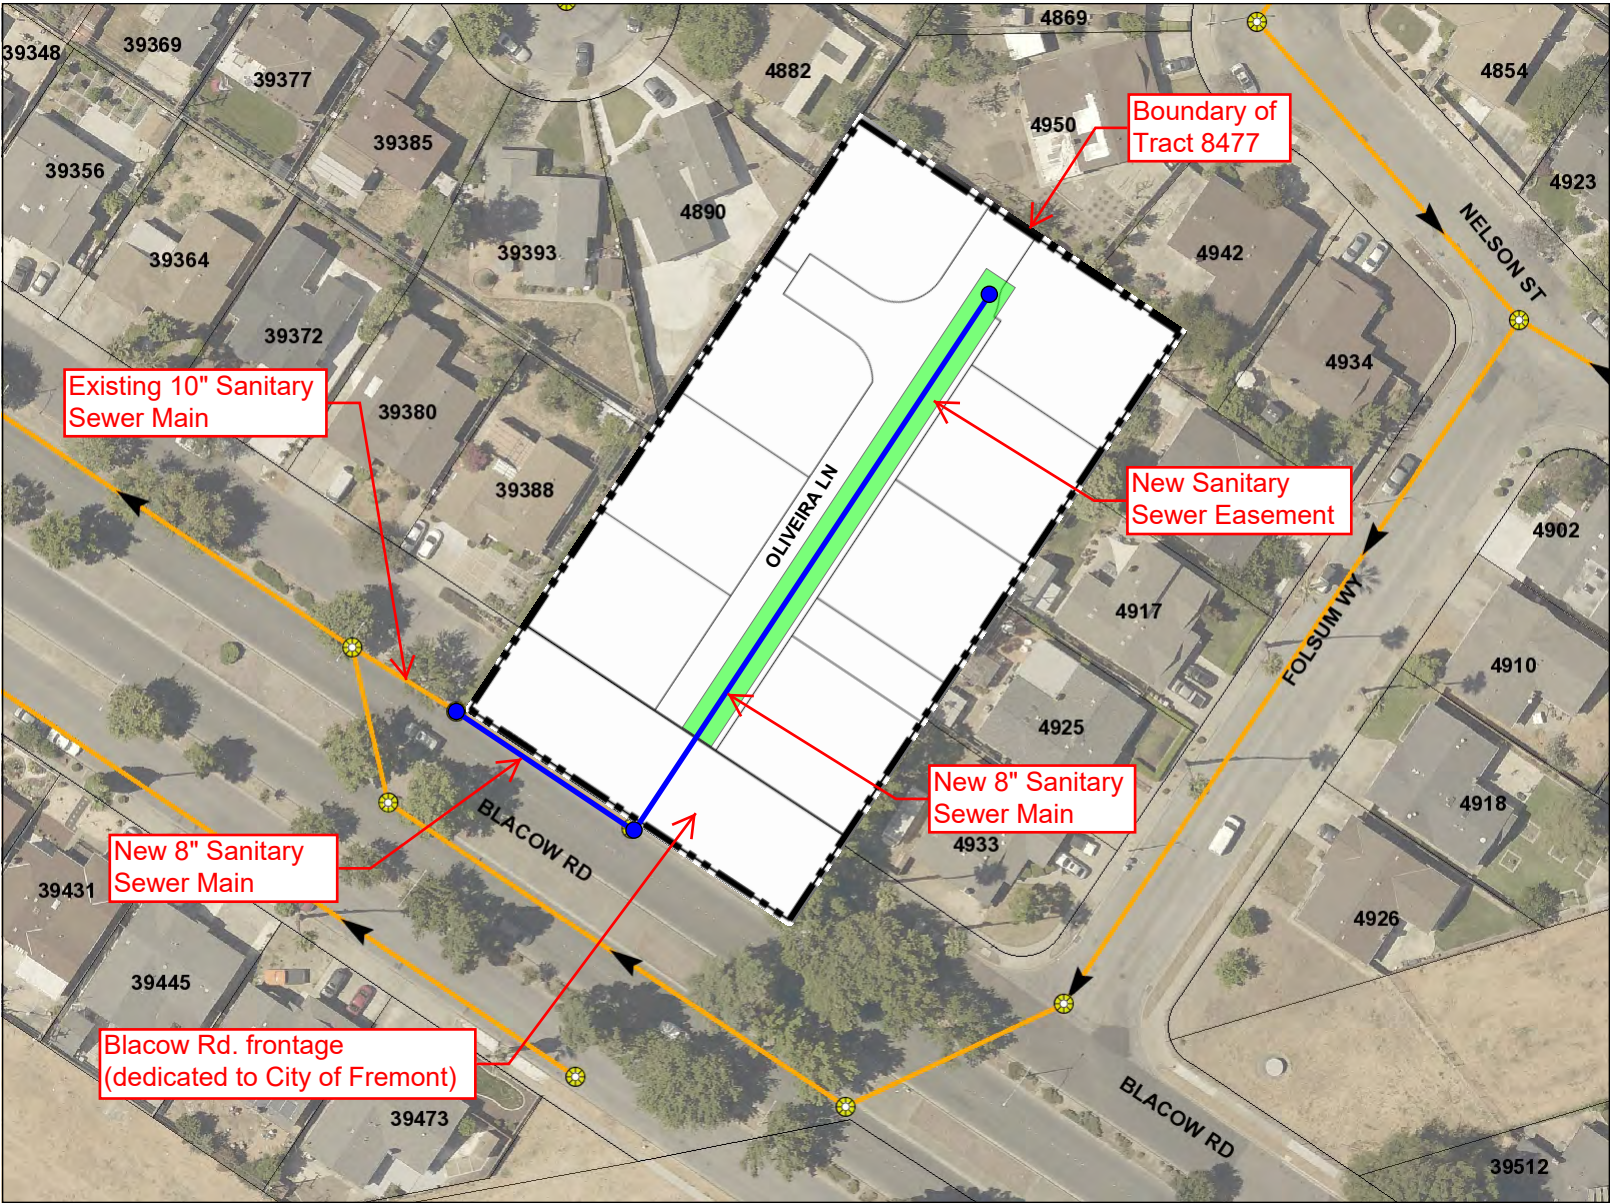 4869
39348
39369
39377
4882
4854
Boundary of
Tract 8477
4950
39385
39356
4923
4890
NELSON ST
39393
4942
39364
39372
4934
Existing 10" Sanitary
Sewer Main
39380
39388
OLIVEIRA LN
New Sanitary
Sewer Easement
4902
4917
FOLSUM WY
4910
4925
New 8" Sanitary
Sewer Main
4918
BLACOW RD
4933
New 8" Sanitary
Sewer Main
39431
4926
39445
Blacow Rd. frontage
(dedicated to City of Fremont)
39473
BLACOW RD
39512